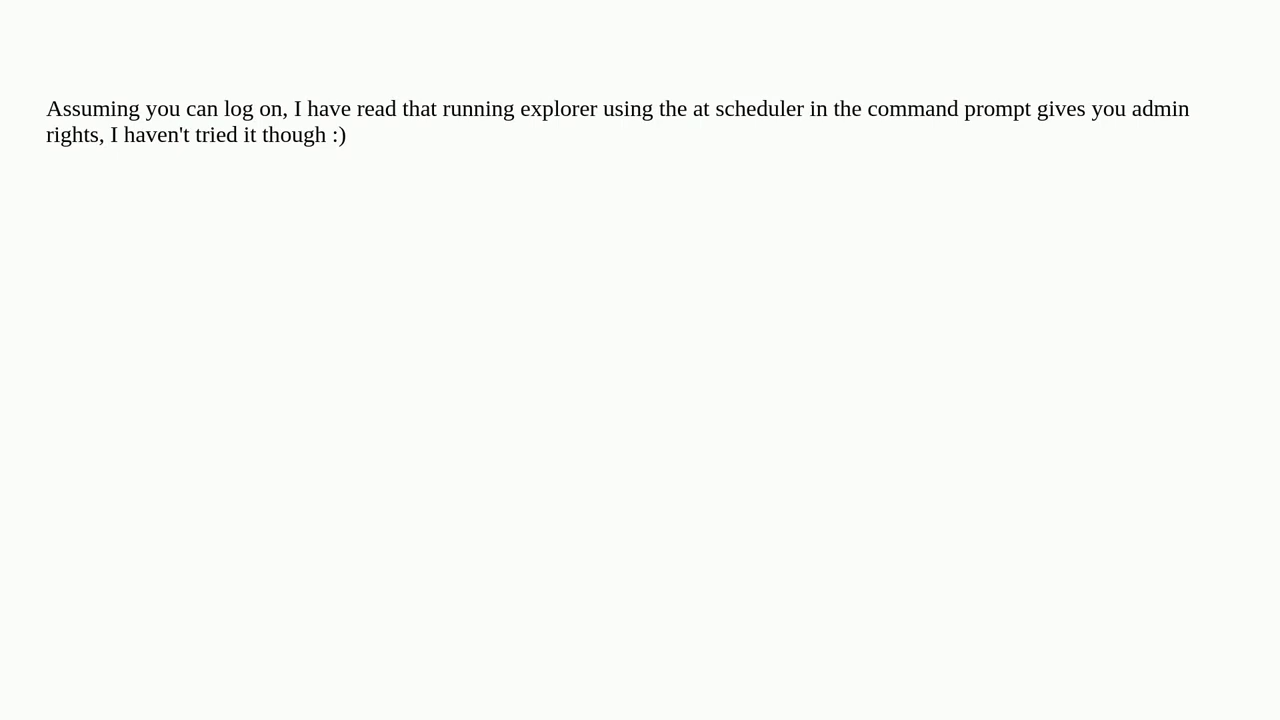 Assuming you can log on, I have read that running explorer using the at scheduler in the command prompt gives you admin
rights, I haven't tried it though :)